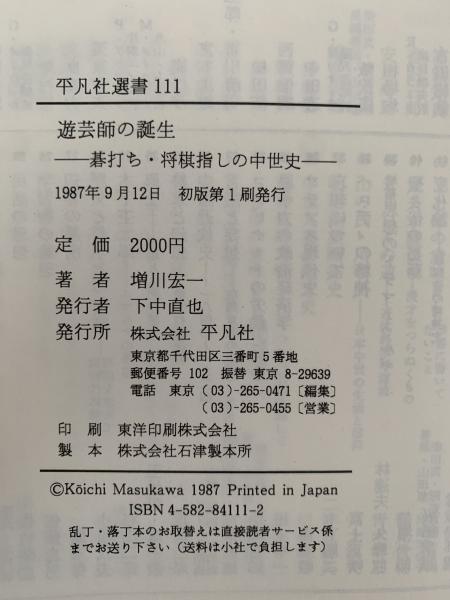 平凡社選書111
遊芸師の誕生
——碁打ち・将棋指しの中世史——
1987年9月12日 初版第1刷発行
定 価 2000円
著 者 増川宏一
発行者 下中直也
発行所 株式会社 平凡社
東京都千代田区三番町5番地
郵便番号 102 振替 東京 8-29639
電話 東京(03)-265-0471〔編集〕
(03)-265-0455〔営業〕
印 刷 東洋印刷株式会社
製 本 株式会社石津製本所
©Kōichi Masukawa 1987 Printed in Japan
ISBN 4-582-84111-2
乱丁・落丁本のお取替えは直接読者サービス係
までお送り下さい(送料は小社で負担します)